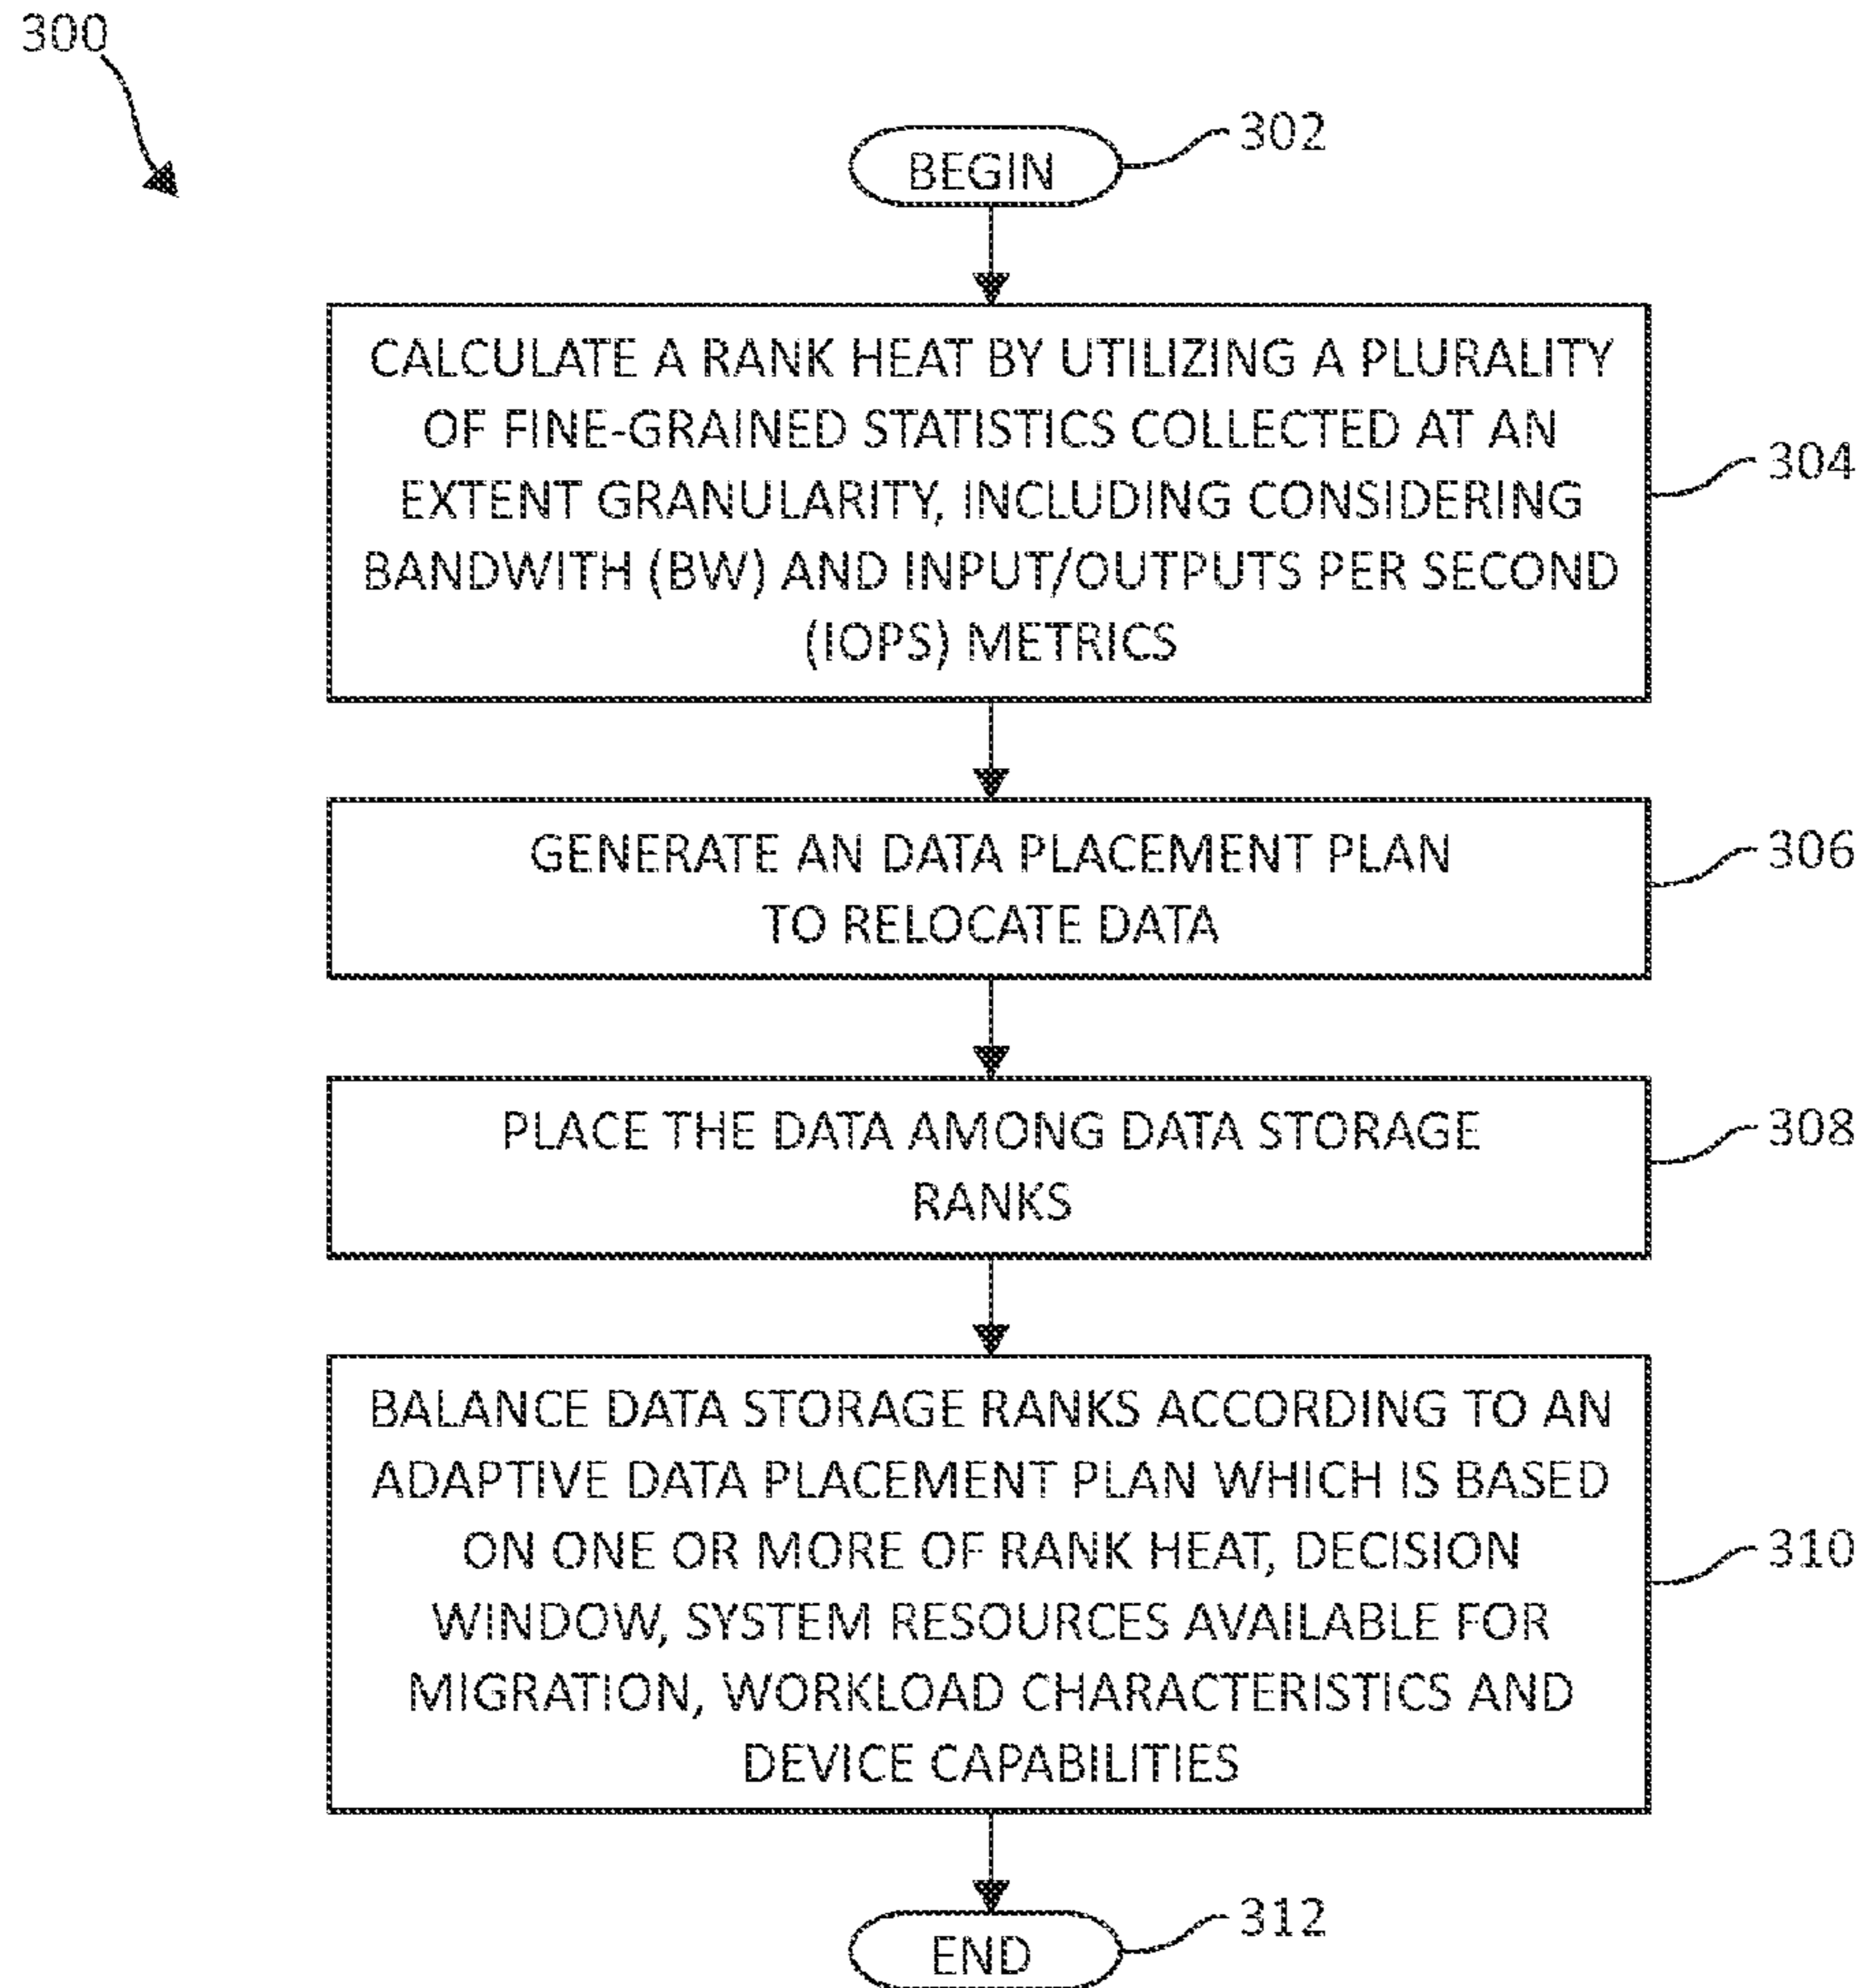 300
BEGIN
302
CALCULATE A RANK HEAT BY UTILIZING A PLURALITY
OF FINE-GRAINED STATISTICS COLLECTED AT AN
EXTENT GRANULARITY, INCLUDING CONSIDERING
BANDWITH (BW) AND INPUT/OUTPUTS PER SECOND
(IOPS) METRICS
304
GENERATE AN DATA PLACEMENT PLAN
TO RELOCATE DATA
306
PLACE THE DATA AMONG DATA STORAGE
RANKS
308
BALANCE DATA STORAGE RANKS ACCORDING TO AN
ADAPTIVE DATA PLACEMENT PLAN WHICH IS BASED
ON ONE OR MORE OF RANK HEAT, DECISION
WINDOW, SYSTEM RESOURCES AVAILABLE FOR
MIGRATION, WORKLOAD CHARACTERISTICS AND
DEVICE CAPABILITIES
310
END
312